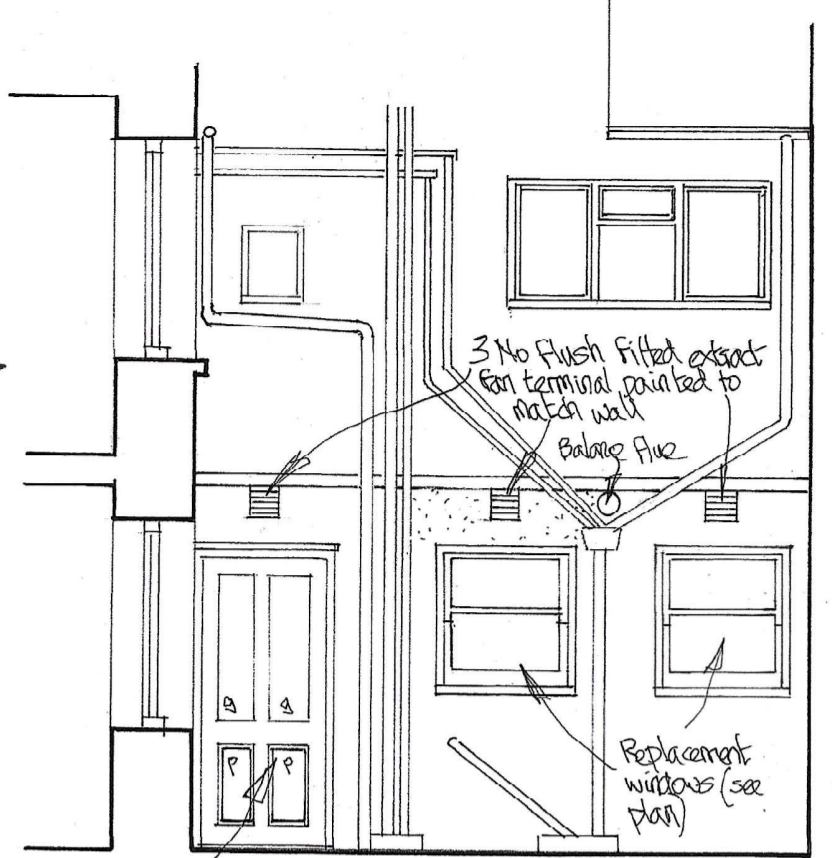 3 No flush fitted extract
fan terminal painted to
match wall
Balance flue
g g
p p
Replacement
windows (see
plan)